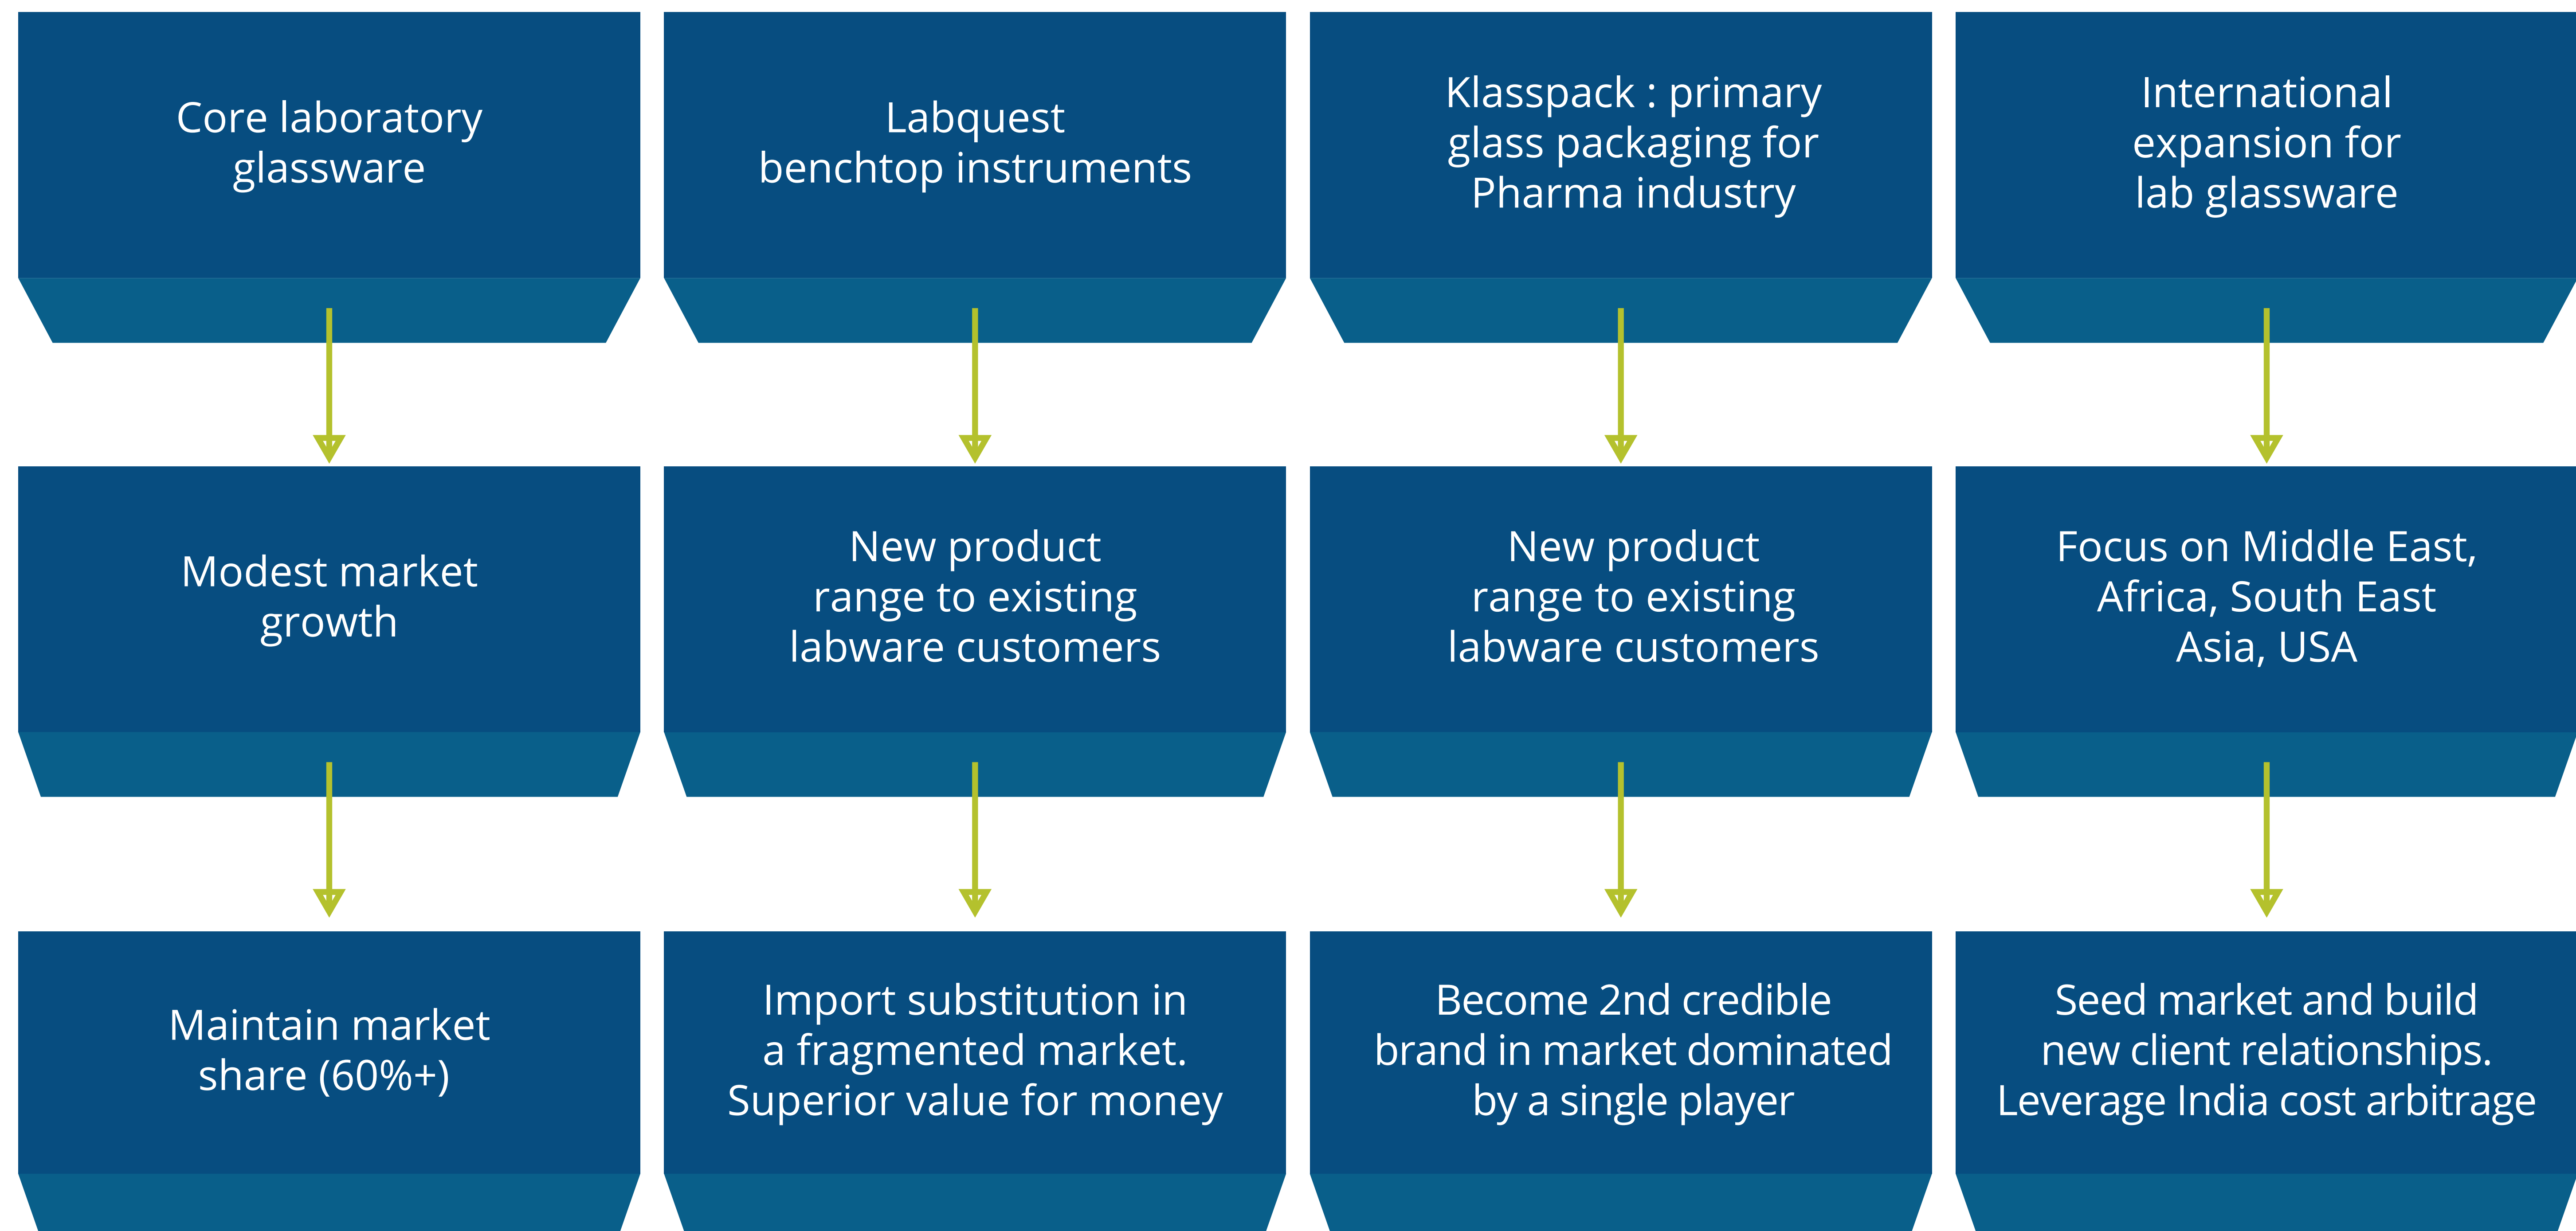 Core laboratory
glassware
Labquest
benchtop instruments
Klasspack : primary
glass packaging for
Pharma industry
International
expansion for
lab glassware
Modest market
growth
New product
range to existing
labware customers
New product
range to existing
labware customers
Focus on Middle East,
Africa, South East
Asia, USA
Maintain market
share (60%+)
Import substitution in
a fragmented market.
Superior value for money
Become 2nd credible
brand in market dominated
by a single player
Seed market and build
new client relationships.
Leverage India cost arbitrage